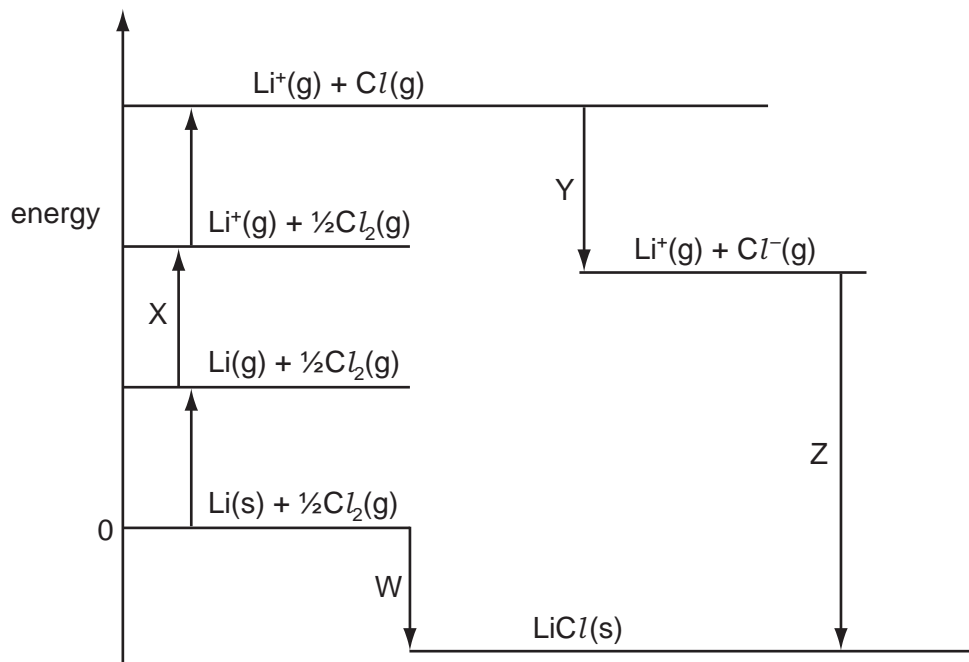 Li⁺(g) + Cl(g)
Y
energy
Li⁺(g) + ½Cl₂(g)
Li⁺(g) + Cl⁻(g)
X
Li(g) + ½Cl₂(g)
Z
Li(s) + ½Cl₂(g)
0
W
LiCl(s)